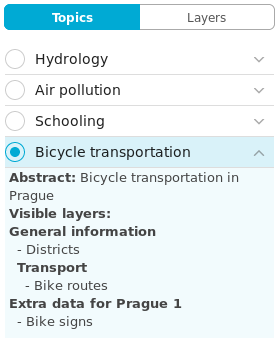 Topics
Layers
Hydrology
Air pollution
Schooling
Bicycle transportation
Abstract: Bicycle transportation in
Prague
Visible layers:
General information
- Districts
Transport
- Bike routes
Extra data for Prague 1
- Bike signs